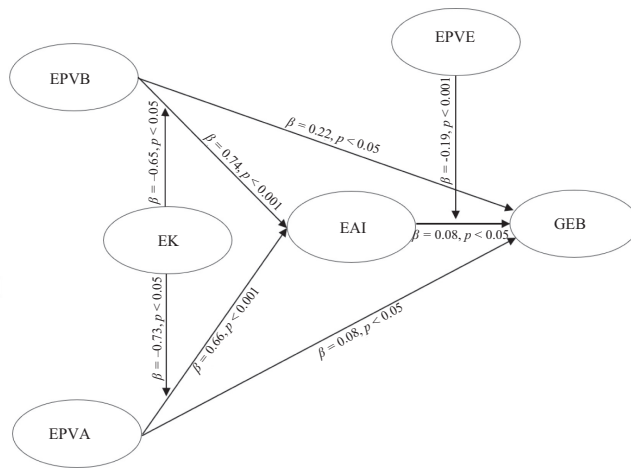 EPVE
EPVB
β = 0.22, p < 0.05
β = -0.19, p < 0.001
β = –0.65, p < 0.05
β = 0.74, p < 0.001
EK
EAI
GEB
β = 0.08, p < 0.05
β = –0.73, p < 0.05
β = 0.66, p < 0.001
β = 0.08, p < 0.05
EPVA